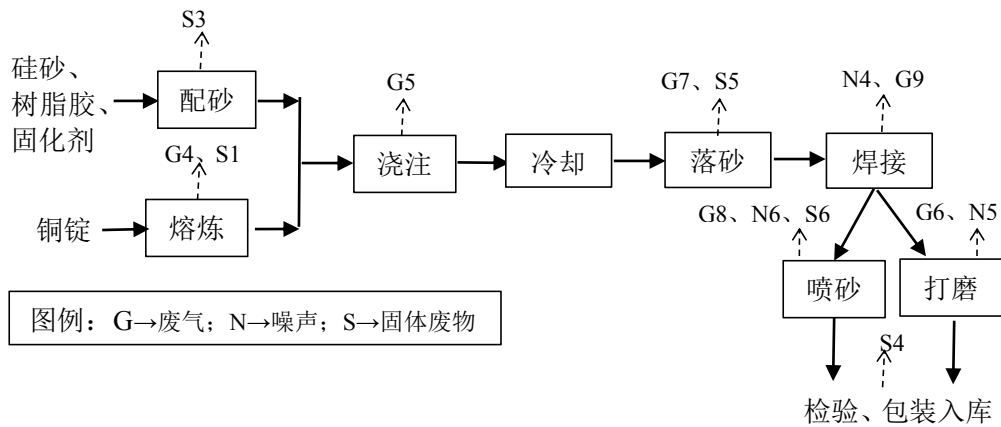 S3
硅砂、
树脂胶、
固化剂
配砂
G4、S1
铜锭
熔炼
G5
浇注
冷却
G7、S5
落砂
N4、G9
焊接
G8、N6、S6
喷砂
G6、N5
打磨
S4
检验、包装入库
图例：G→废气；N→噪声；S→固体废物